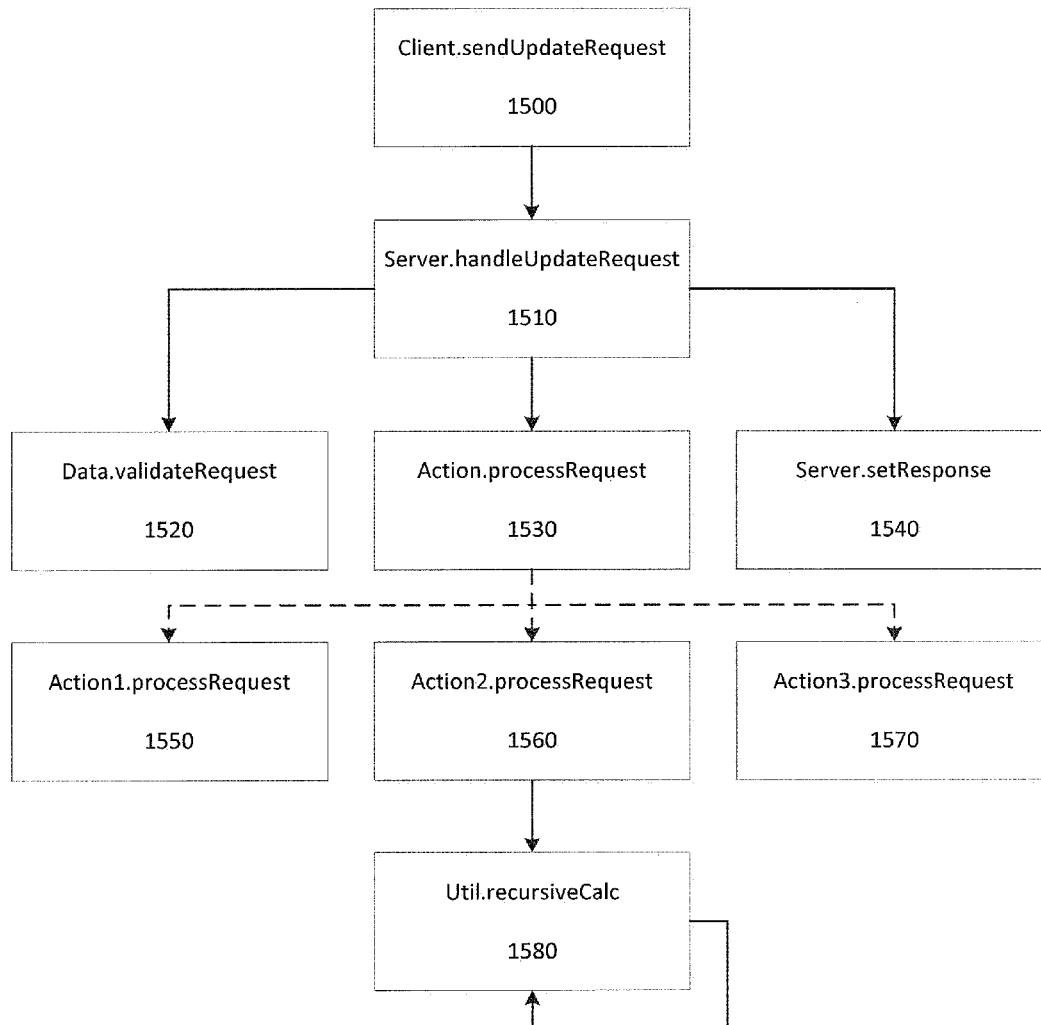 Client.sendUpdateRequest
1500
Server.handleUpdateRequest
1510
Data.validateRequest
1520
Action.processRequest
1530
Server.setResponse
1540
Action1.processRequest
1550
Action2.processRequest
1560
Action3.processRequest
1570
Util.recursiveCalc
1580